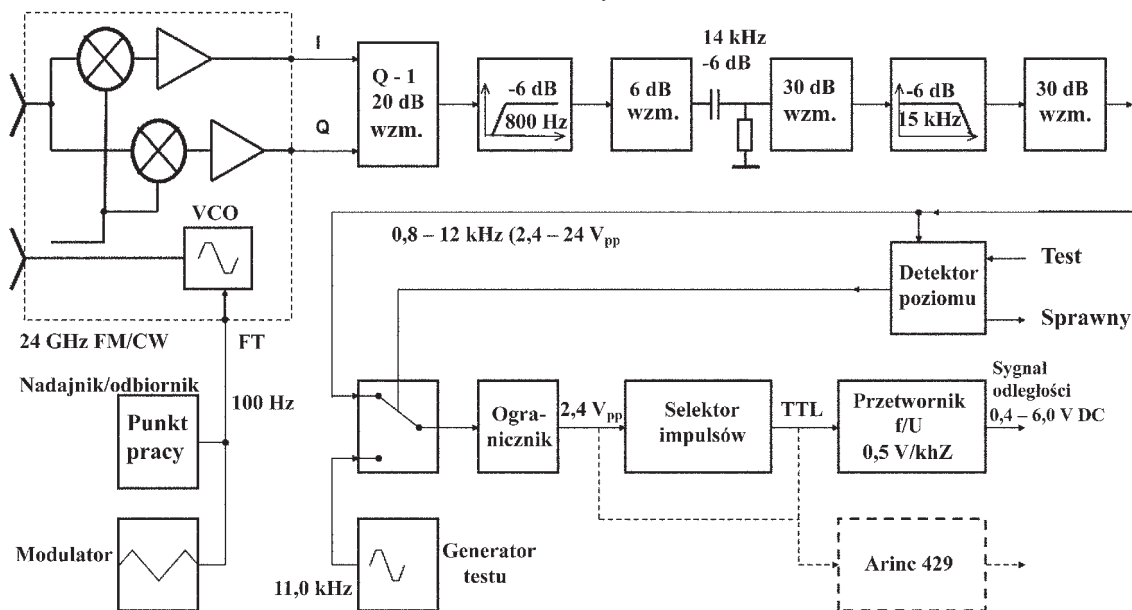 14 kHz
-6 dB
I
Q
Q - 1
20 dB
wzm.
-6 dB
800 Hz
6 dB
wzm.
30 dB
wzm.
-6 dB
15 kHz
30 dB
wzm.
VCO
0,8 – 12 kHz (2,4 – 24 Vpp
Detektor
poziomu
Test
Sprawny
24 GHz FM/CW
FT
Nadajnik/odbiornik
100 Hz
Punkt
pracy
Ogra-
nicznik
2,4 Vpp
Selektor
impulsów
TTL
Przetwornik
f/U
0,5 V/khZ
Sygnał
odległości
0,4 – 6,0 V DC
Modulator
11,0 kHz
Generator
testu
Arinc 429